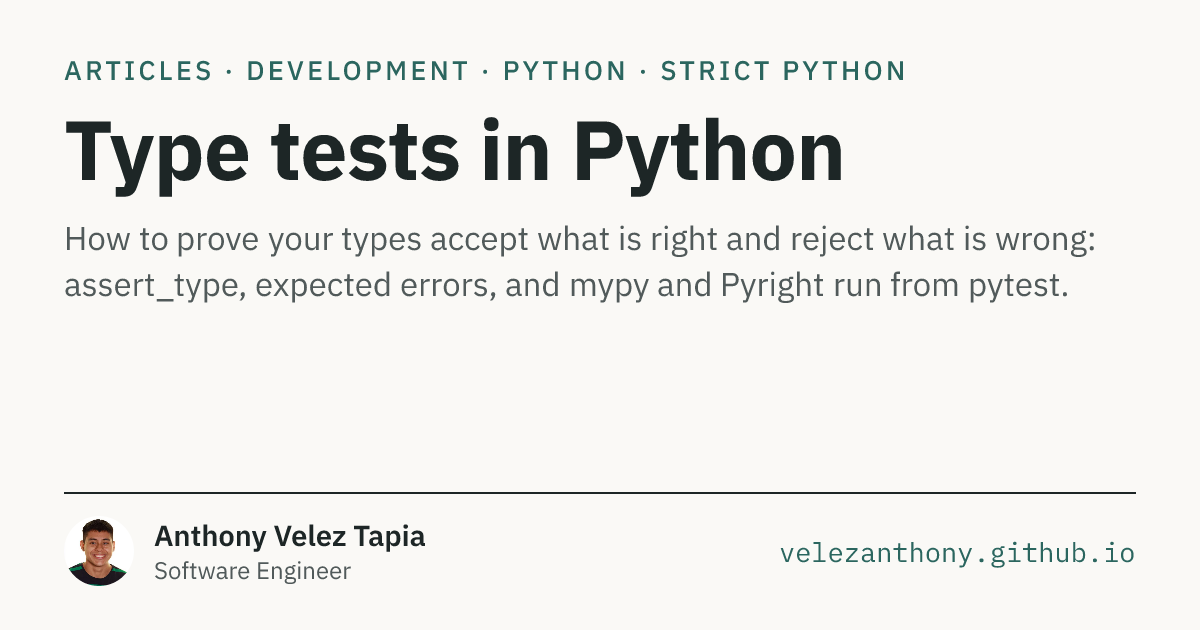 ARTICLES · DEVELOPMENT · PYTHON · STRICT PYTHON
Type tests in Python
How to prove your types accept what is right and reject what is wrong:
assert_type, expected errors, and mypy and Pyright run from pytest.
Anthony Velez Tapia
Software Engineer
velezanthony.github.io